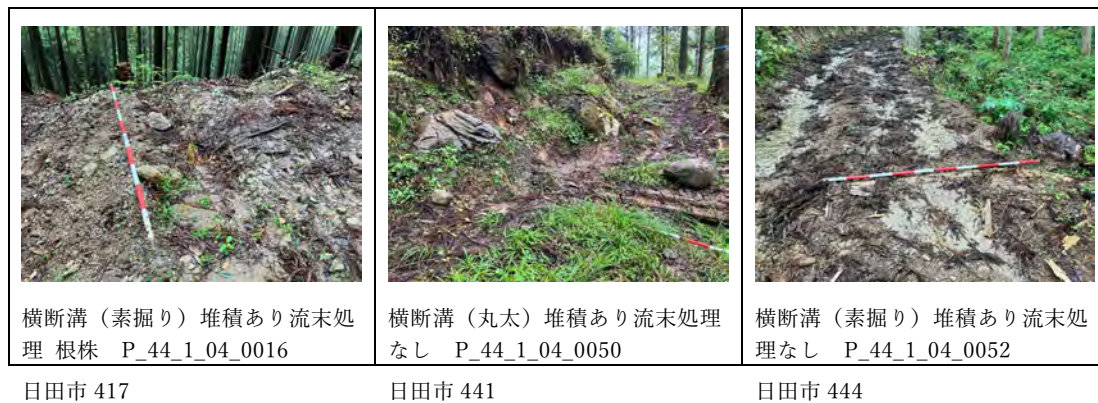 横断溝（素掘り）堆積あり流末処
理 根株　P_44_1_04_0016
横断溝（丸太）堆積あり流末処理
なし　P_44_1_04_0050
横断溝（素掘り）堆積あり流末処
理なし　P_44_1_04_0052
日田市 417
日田市 441
日田市 444